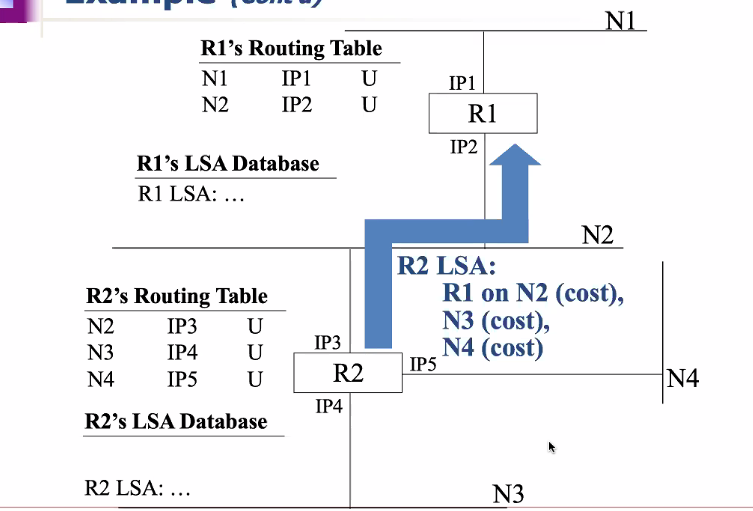 Example (cont'd)
N1
R1's Routing Table
N1 IP1 U
N2 IP2 U
IP1
R1
IP2
R1's LSA Database
R1 LSA: …
N2
R2 LSA:
R1 on N2 (cost),
N3 (cost),
N4 (cost)
R2's Routing Table
N2 IP3 U
N3 IP4 U
N4 IP5 U
IP3
R2
IP5
N4
IP4
R2's LSA Database
R2 LSA: …
N3